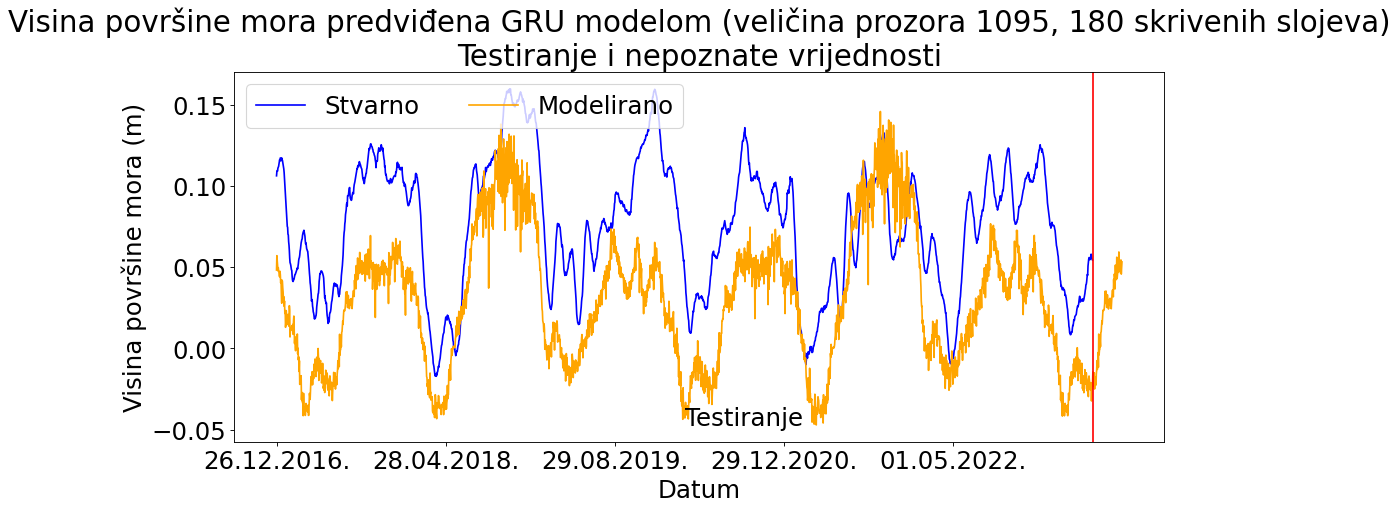 Visina površine mora predviđena GRU modelom (veličina prozora 1095, 180 skrivenih slojeva)
Testiranje i nepoznate vrijednosti
Stvarno
Modelirano
0.15
0.10
0.05
0.00
−0.05
Visina površine mora (m)
Testiranje
26.12.2016.
28.04.2018.
29.08.2019.
29.12.2020.
01.05.2022.
Datum